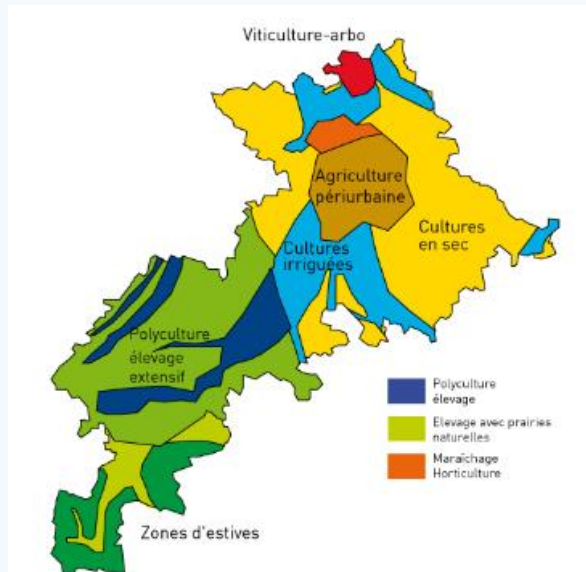 Viticulture-arbo
Agriculture
périurbaine
Cultures
en sec
Cultures
irriguées
Polyculture
élevage
extensif
Polyculture
élevage
Elevage avec prairies
naturelles
Maraîchage
Horticulture
Zones d'estives